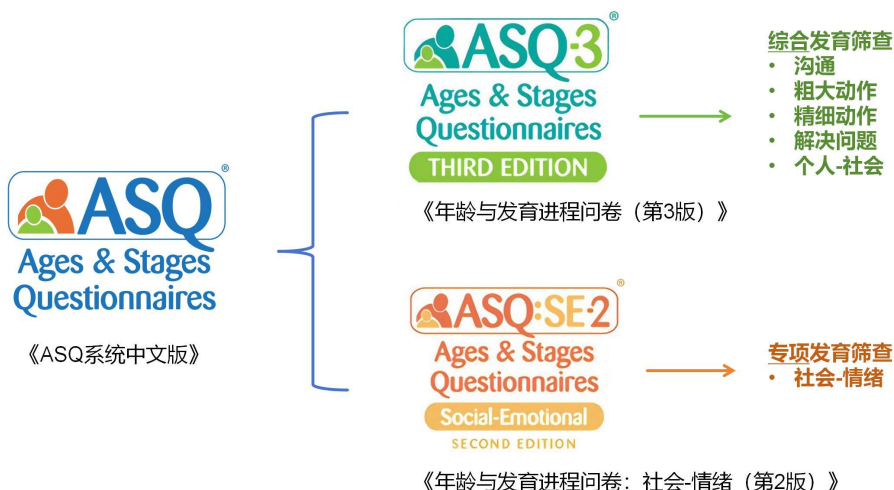 ASQ®
Ages & Stages
Questionnaires
《ASQ系统中文版》
ASQ-3®
Ages & Stages
Questionnaires
THIRD EDITION
《年龄与发育进程问卷（第3版）》
综合发育筛查
• 沟通
• 粗大动作
• 精细动作
• 解决问题
• 个人-社会
ASQ:SE-2®
Ages & Stages
Questionnaires
Social-Emotional
SECOND EDITION
《年龄与发育进程问卷：社会-情绪（第2版）》
专项发育筛查
• 社会-情绪